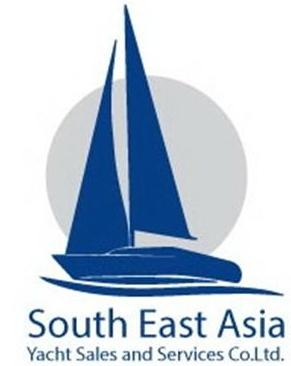 South East Asia
Yacht Sales and Services Co.Ltd.